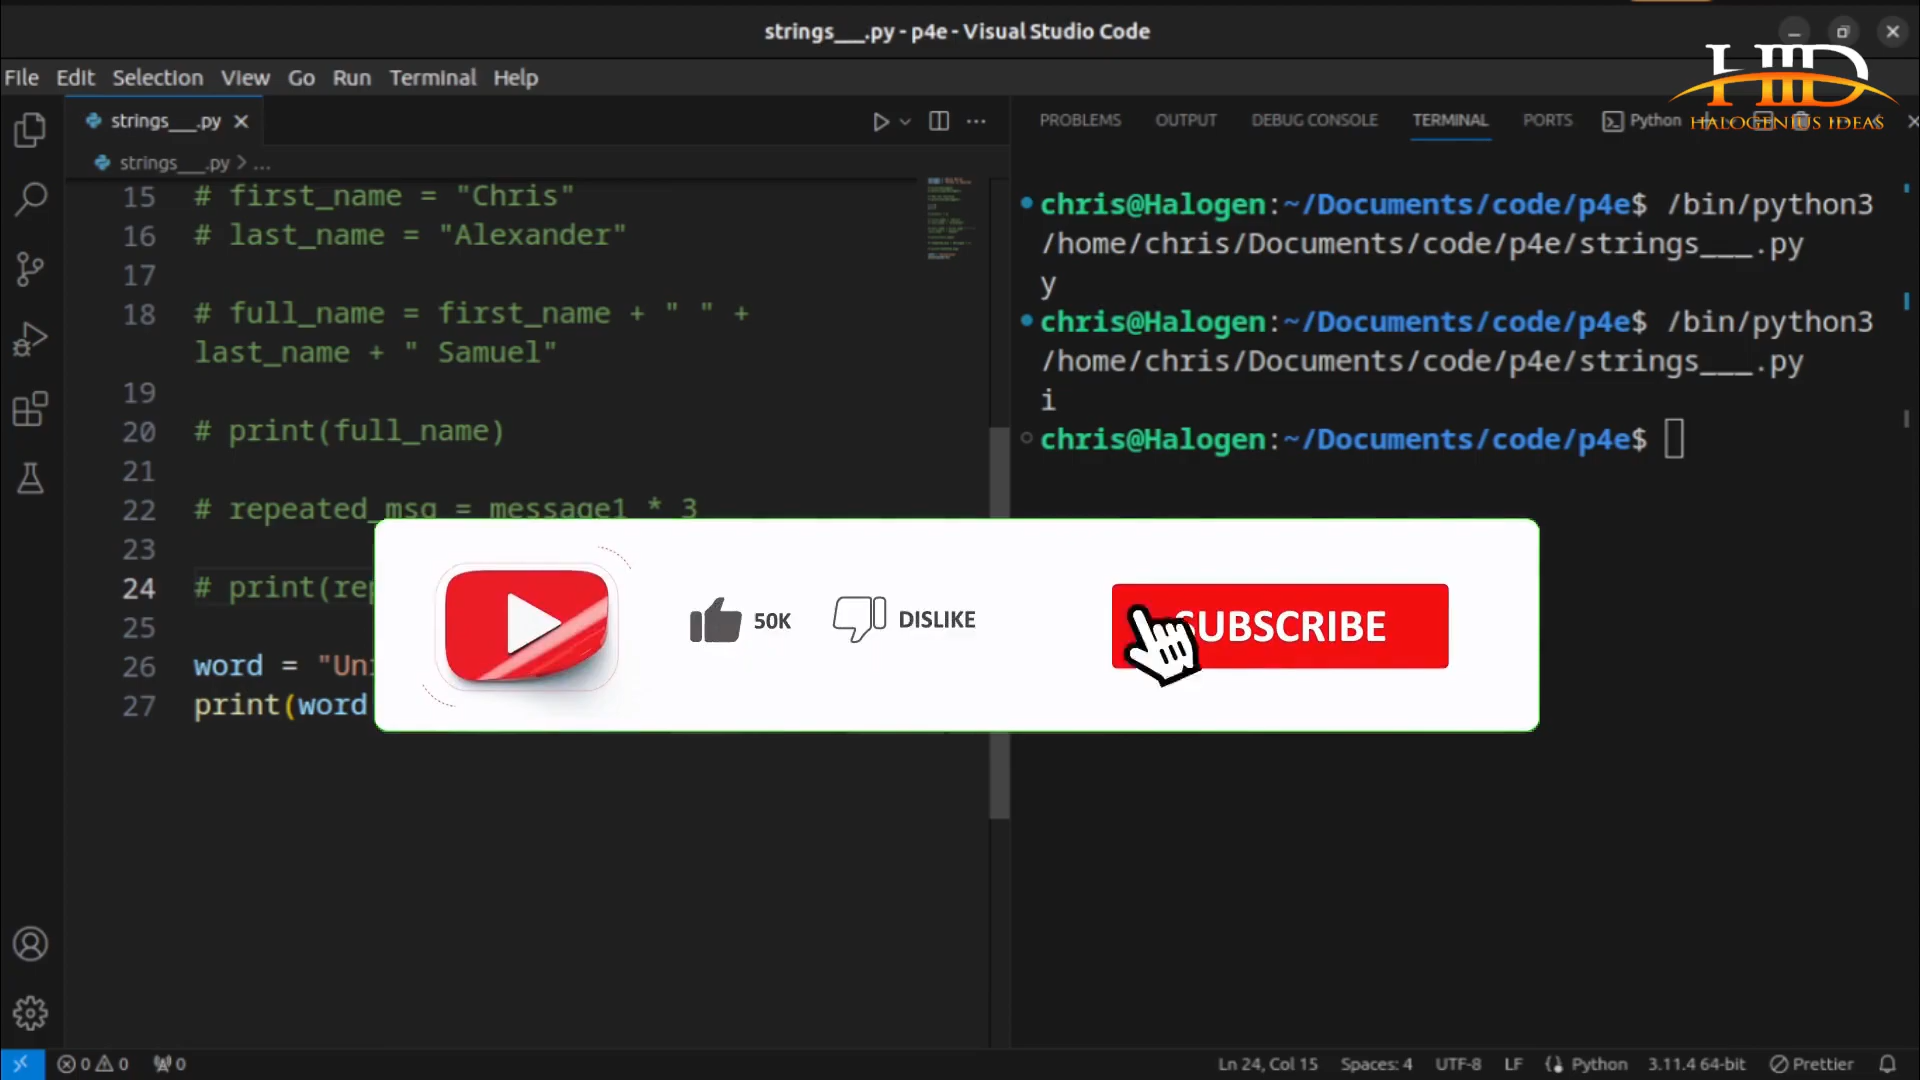 strings___.py - p4e - Visual Studio Code
File Edit Selection View Go Run Terminal Help
HID
HALOGENIUS IDEAS
strings___.py
strings___.py > ...
15 # first_name = "Chris"
16 # last_name = "Alexander"
17
18 # full_name = first_name + " " +
last_name + " Samuel"
19
20 # print(full_name)
21
22 # repeated_msg = message1 * 3
23
24 # print(rep
25
26 word = "Un
27 print(word
PROBLEMS OUTPUT DEBUG CONSOLE TERMINAL PORTS Python
chris@Halogen:~/Documents/code/p4e$ /bin/python3
/home/chris/Documents/code/p4e/strings___.py
y
chris@Halogen:~/Documents/code/p4e$ /bin/python3
/home/chris/Documents/code/p4e/strings___.py
i
chris@Halogen:~/Documents/code/p4e$
50K DISLIKE SUBSCRIBE
0 0 0 Ln 24, Col 15 Spaces: 4 UTF-8 LF Python 3.11.4 64-bit Prettier